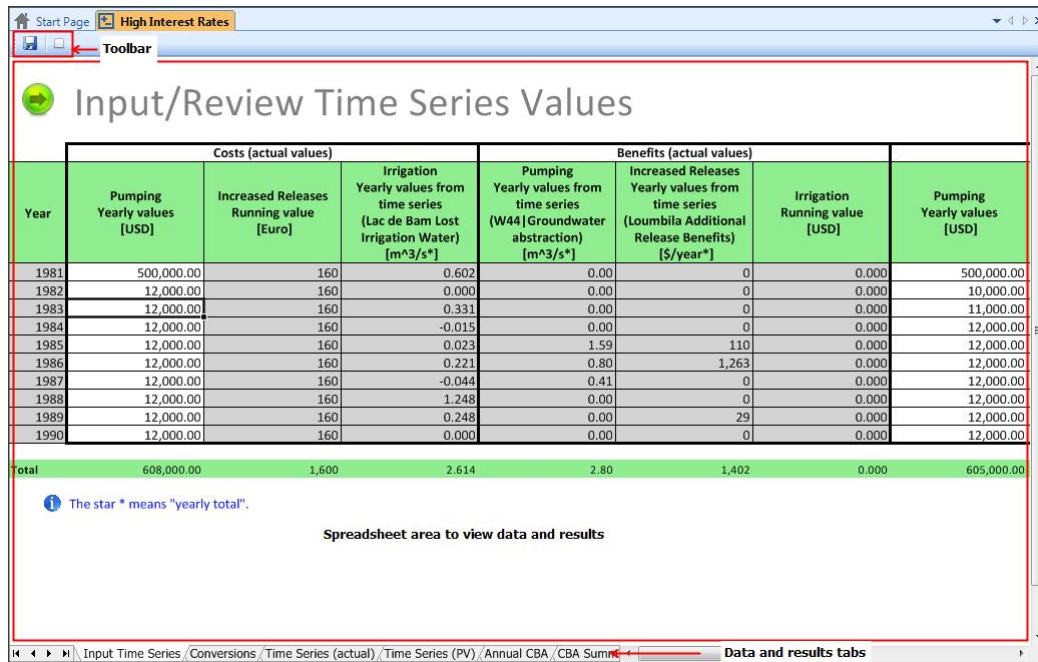 Start Page High Interest Rates
Toolbar
Input/Review Time Series Values
Costs (actual values) Benefits (actual values)
Year
Pumping
Yearly values
[USD]
Increased Releases
Running value
[Euro]
Irrigation
Yearly values from
time series
(Lac de Bam Lost
Irrigation Water)
[m^3/s*]
Pumping
Yearly values from
time series
(W44|Groundwater
abstraction)
[m^3/s*]
Increased Releases
Yearly values from
time series
(Loumbila Additional
Release Benefits)
[$/year*]
Irrigation
Running value
[USD]
Pumping
Yearly values
[USD]
1981 500,000.00 160 0.602 0.00 0 0.000 500,000.00
1982 12,000.00 160 0.000 0.00 0 0.000 10,000.00
1983 12,000.00 160 0.331 0.00 0 0.000 11,000.00
1984 12,000.00 160 -0.015 0.00 0 0.000 12,000.00
1985 12,000.00 160 0.023 1.59 110 0.000 12,000.00
1986 12,000.00 160 0.221 0.80 1,263 0.000 12,000.00
1987 12,000.00 160 -0.044 0.41 0 0.000 12,000.00
1988 12,000.00 160 1.248 0.00 0 0.000 12,000.00
1989 12,000.00 160 0.248 0.00 29 0.000 12,000.00
1990 12,000.00 160 0.000 0.00 0 0.000 12,000.00
Total 608,000.00 1,600 2.614 2.80 1,402 0.000 605,000.00
The star * means "yearly total".
Spreadsheet area to view data and results
Input Time Series Conversions Time Series (actual) Time Series (PV) Annual CBA CBA Summ Data and results tabs